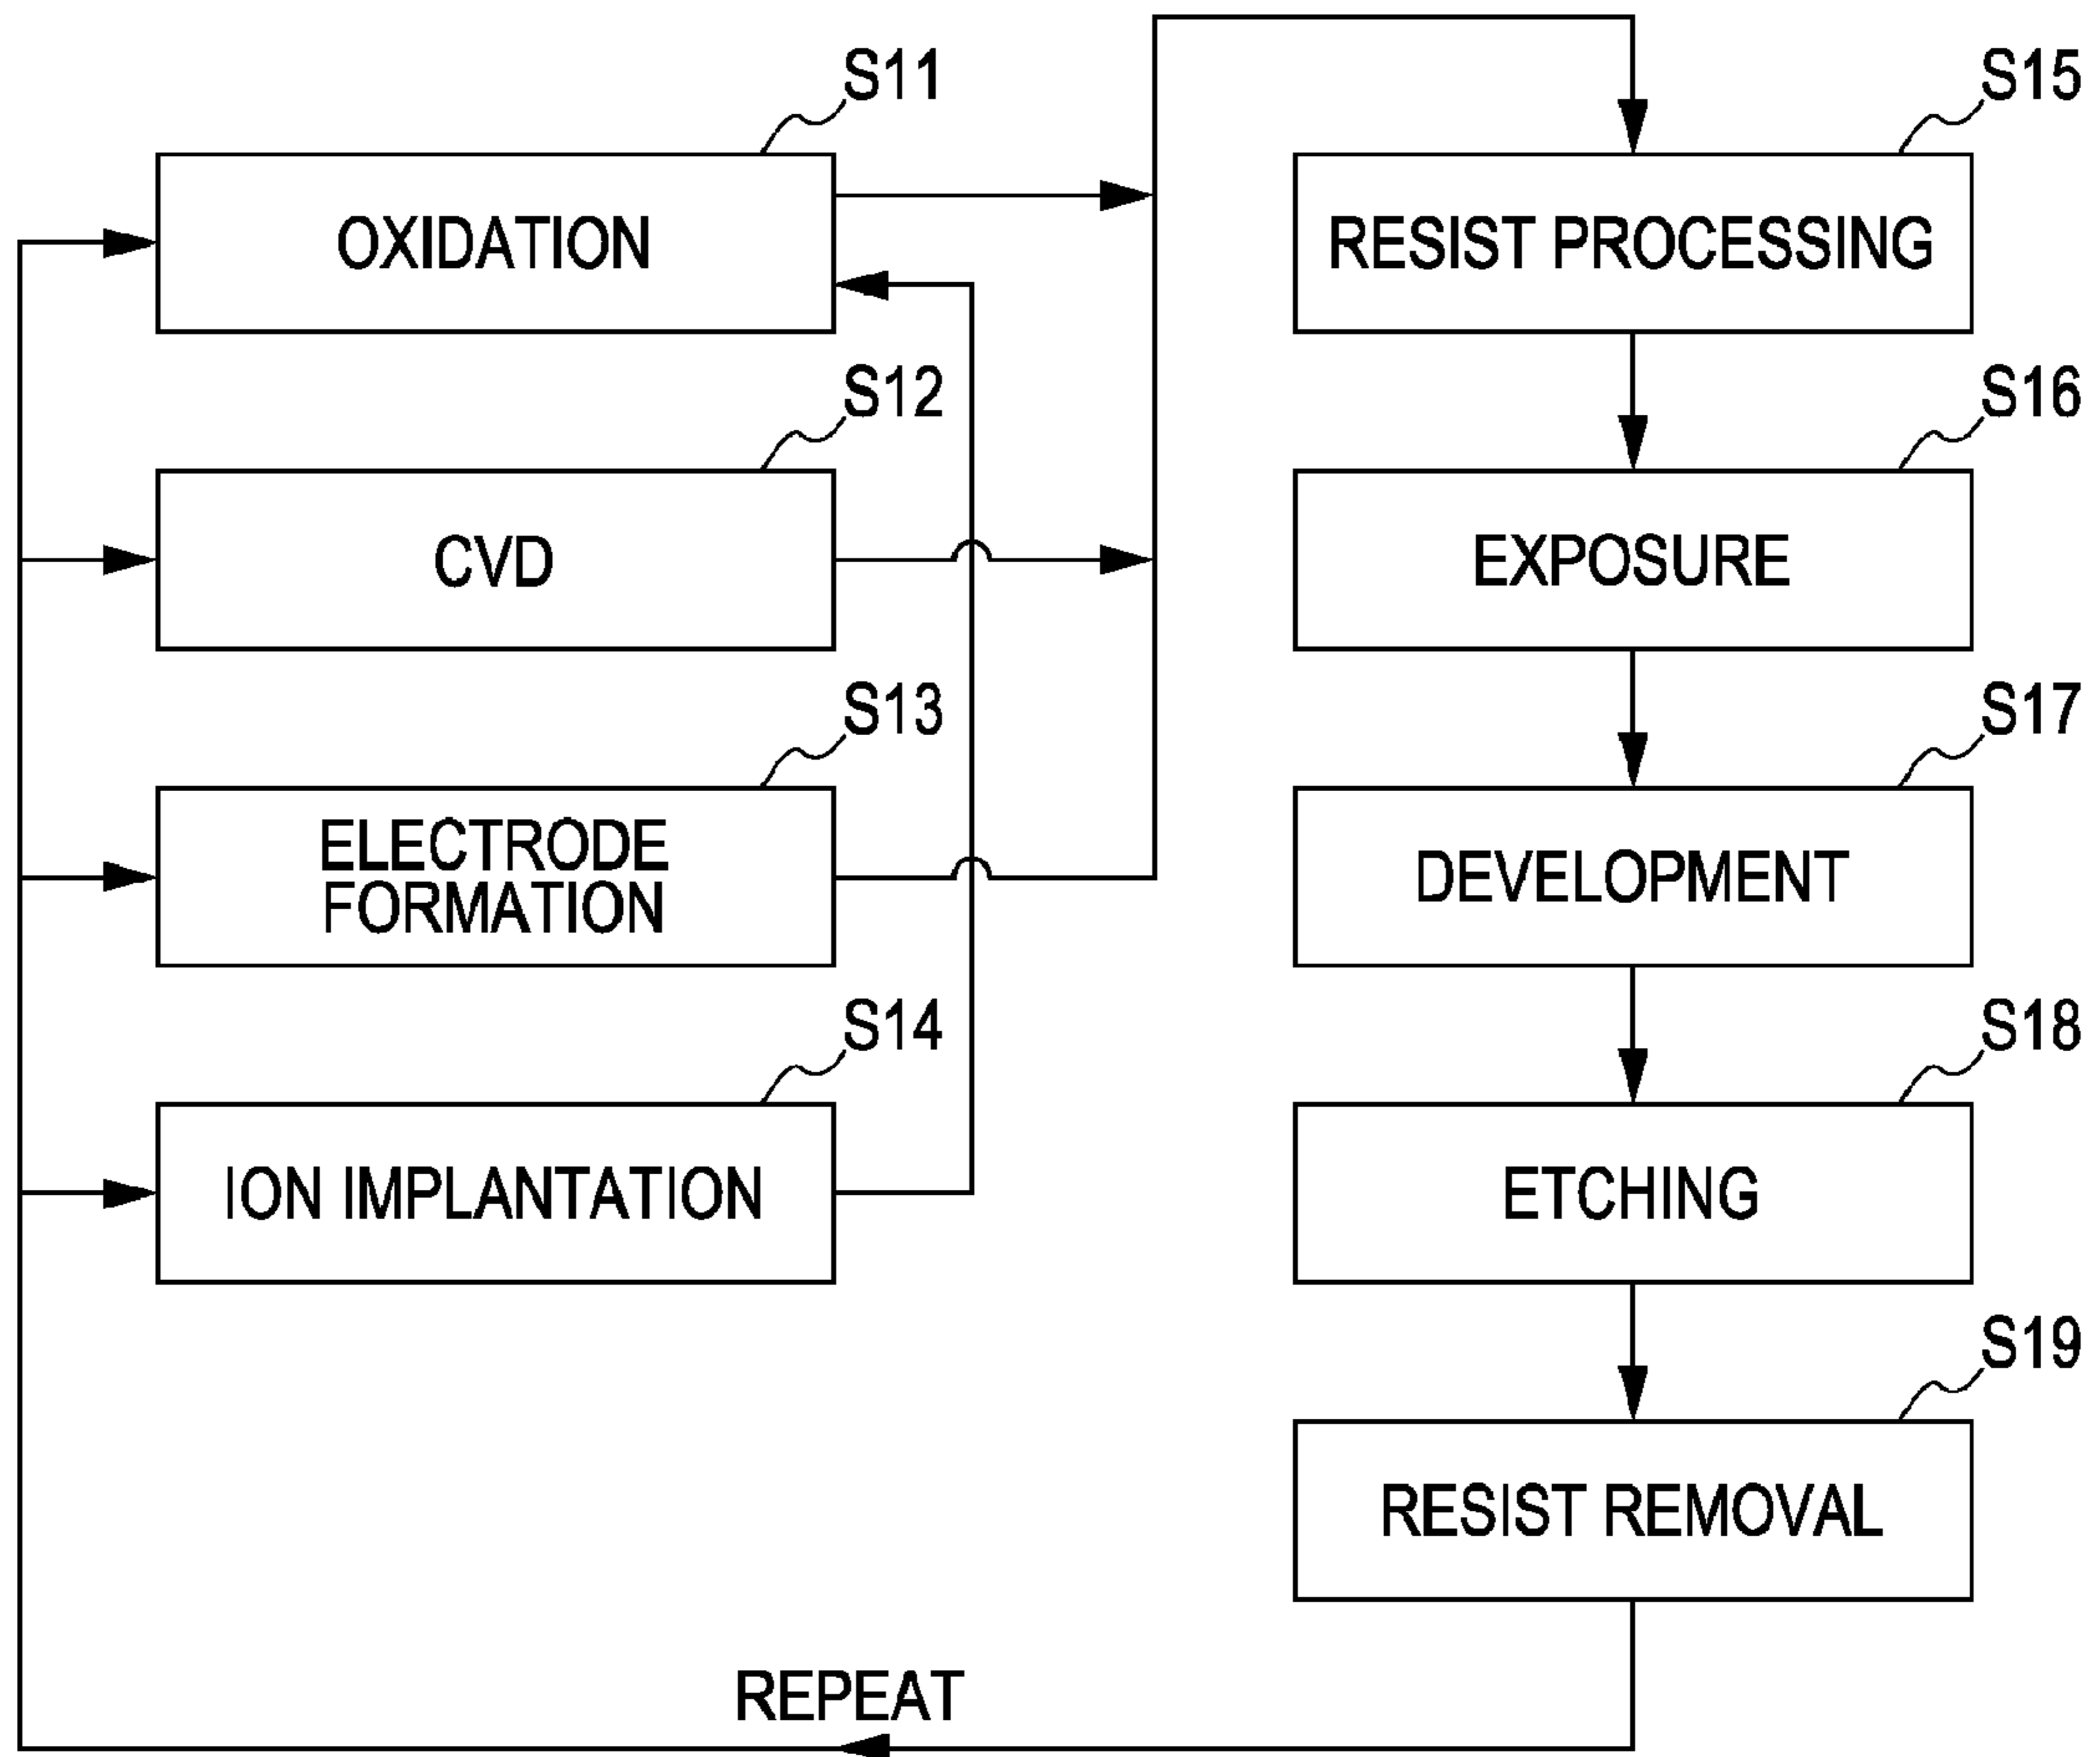 S11
OXIDATION
S12
CVD
S13
ELECTRODE
FORMATION
S14
ION IMPLANTATION
S15
RESIST PROCESSING
S16
EXPOSURE
S17
DEVELOPMENT
S18
ETCHING
S19
RESIST REMOVAL
REPEAT